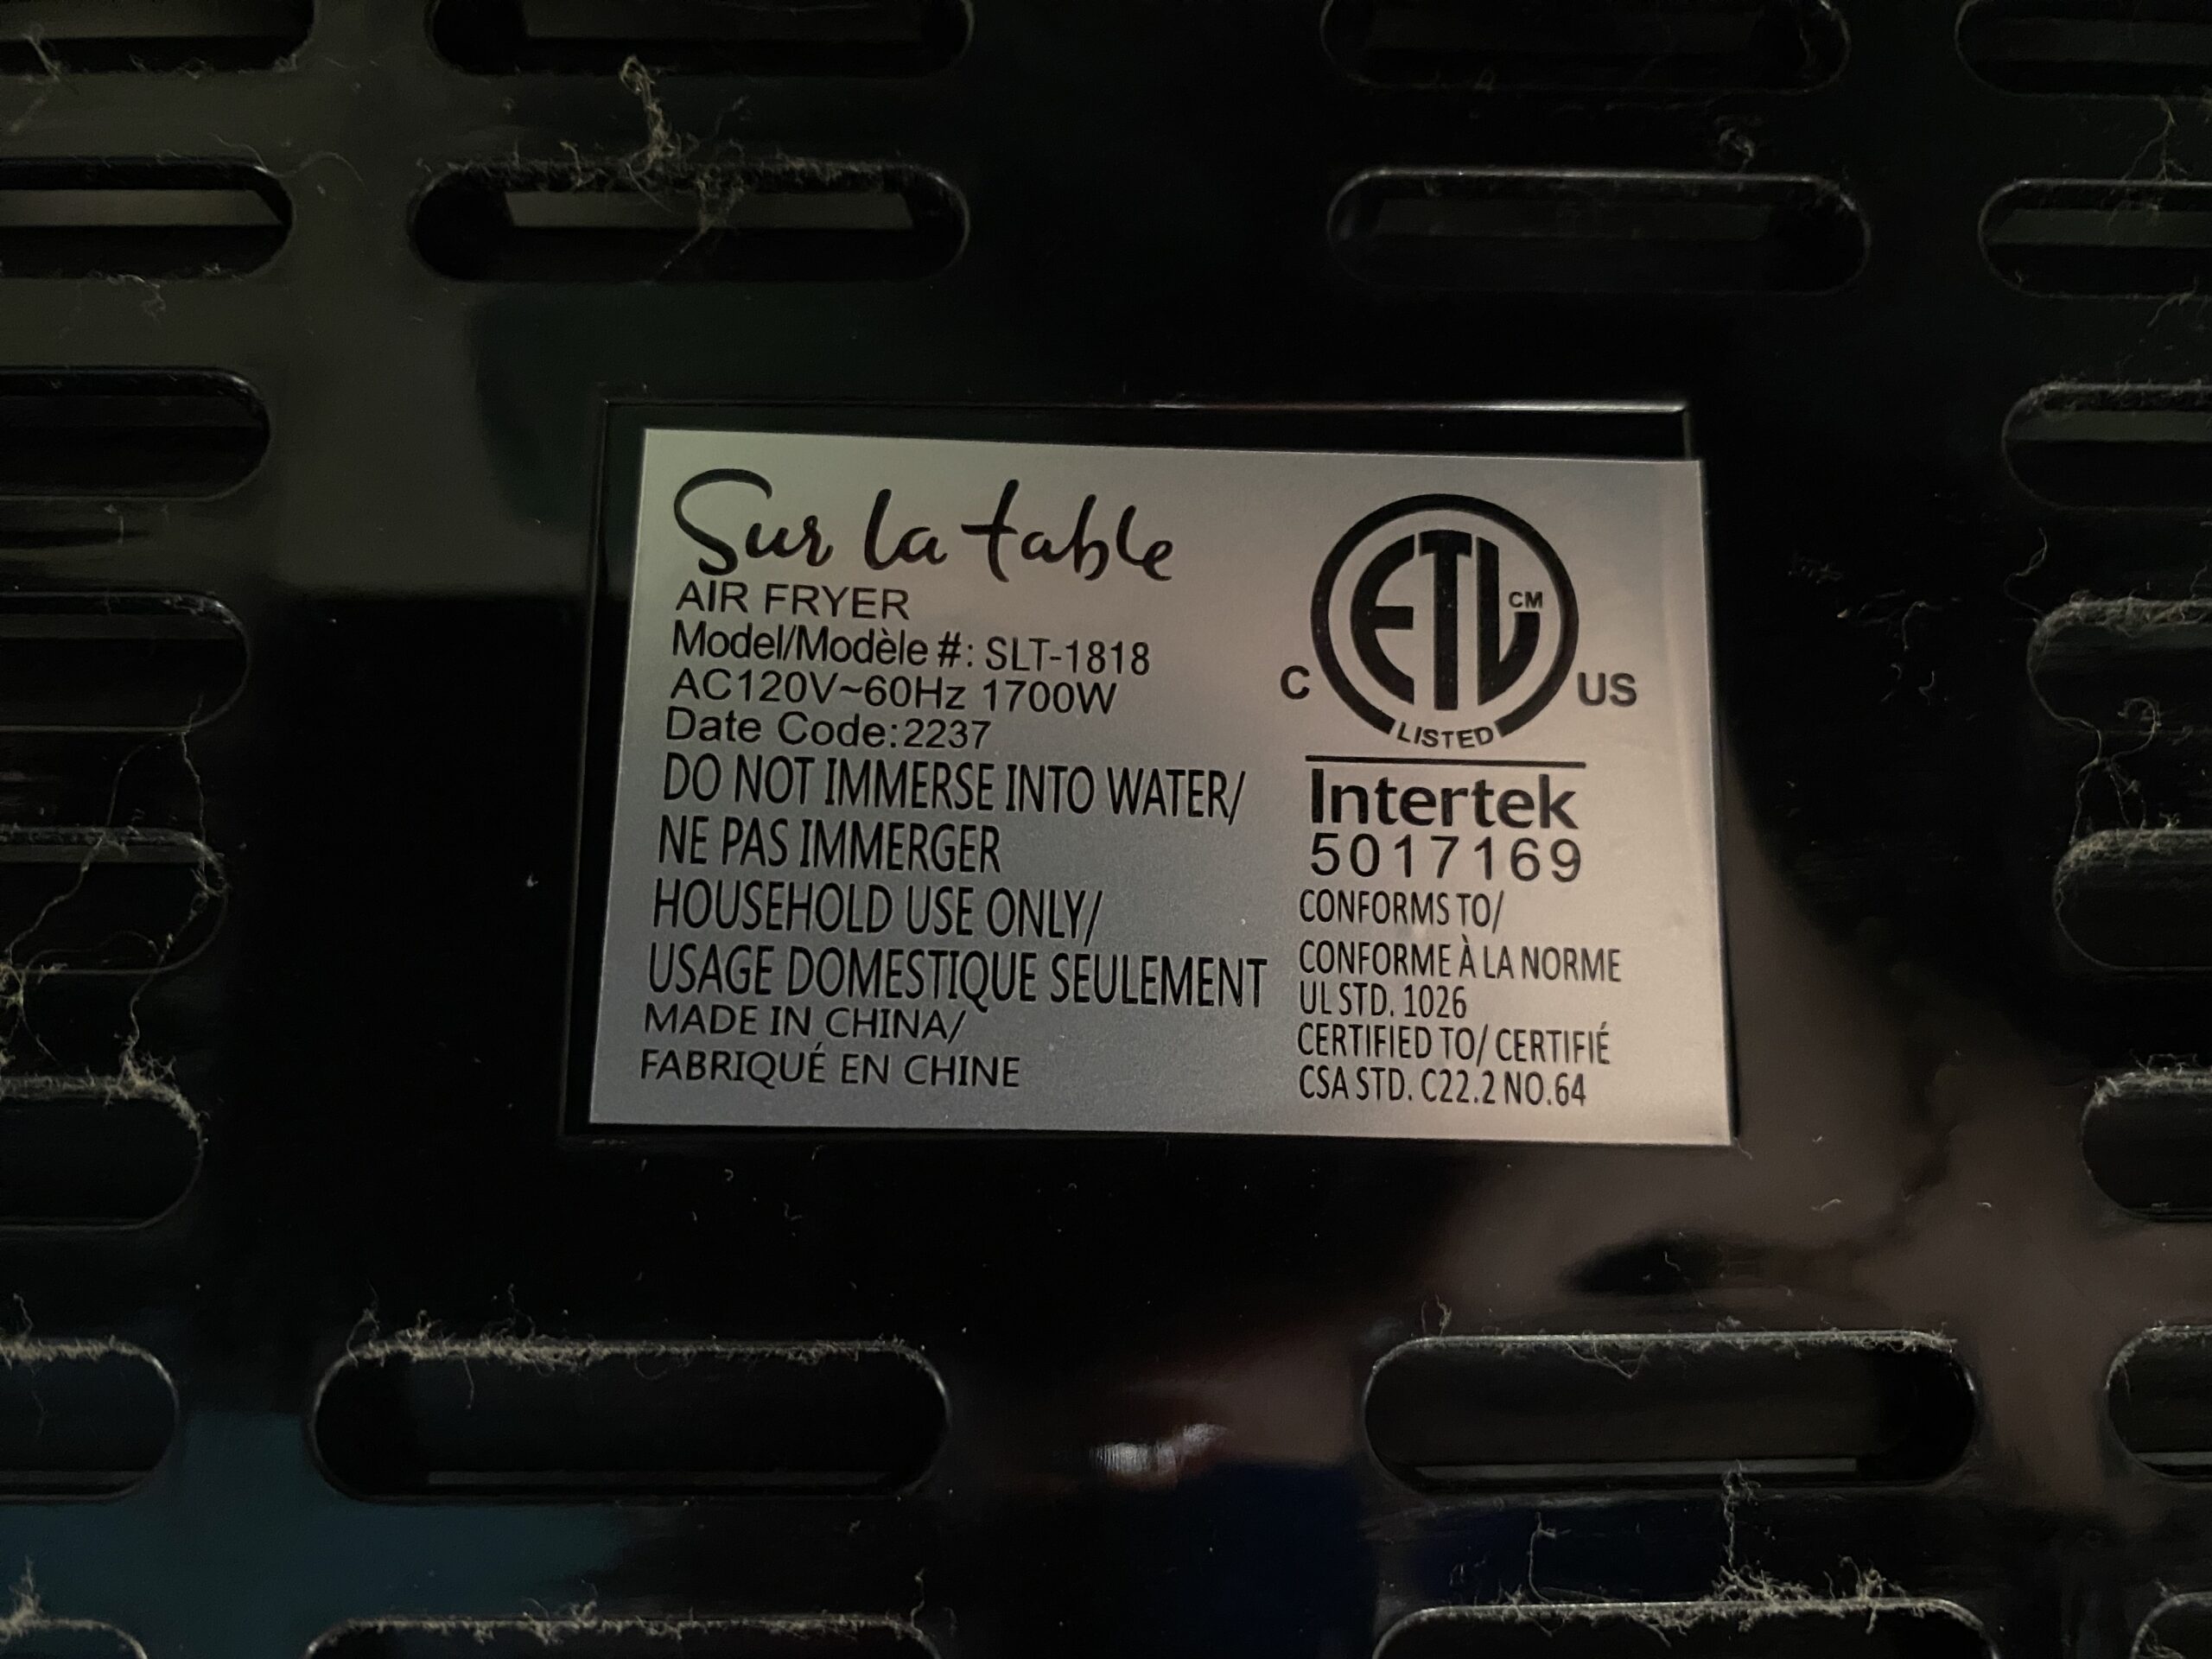 Sur la table
AIR FRYER
Model/Modèle #: SLT-1818
AC120V~60Hz 1700W
Date Code:2237
DO NOT IMMERSE INTO WATER/
NE PAS IMMERGER
HOUSEHOLD USE ONLY/
USAGE DOMESTIQUE SEULEMENT
MADE IN CHINA/
FABRIQUÉ EN CHINE
ETL CM
C US
LISTED
Intertek
5017169
CONFORMS TO/
CONFORME À LA NORME
UL STD. 1026
CERTIFIED TO/ CERTIFIÉ
CSA STD. C22.2 NO.64